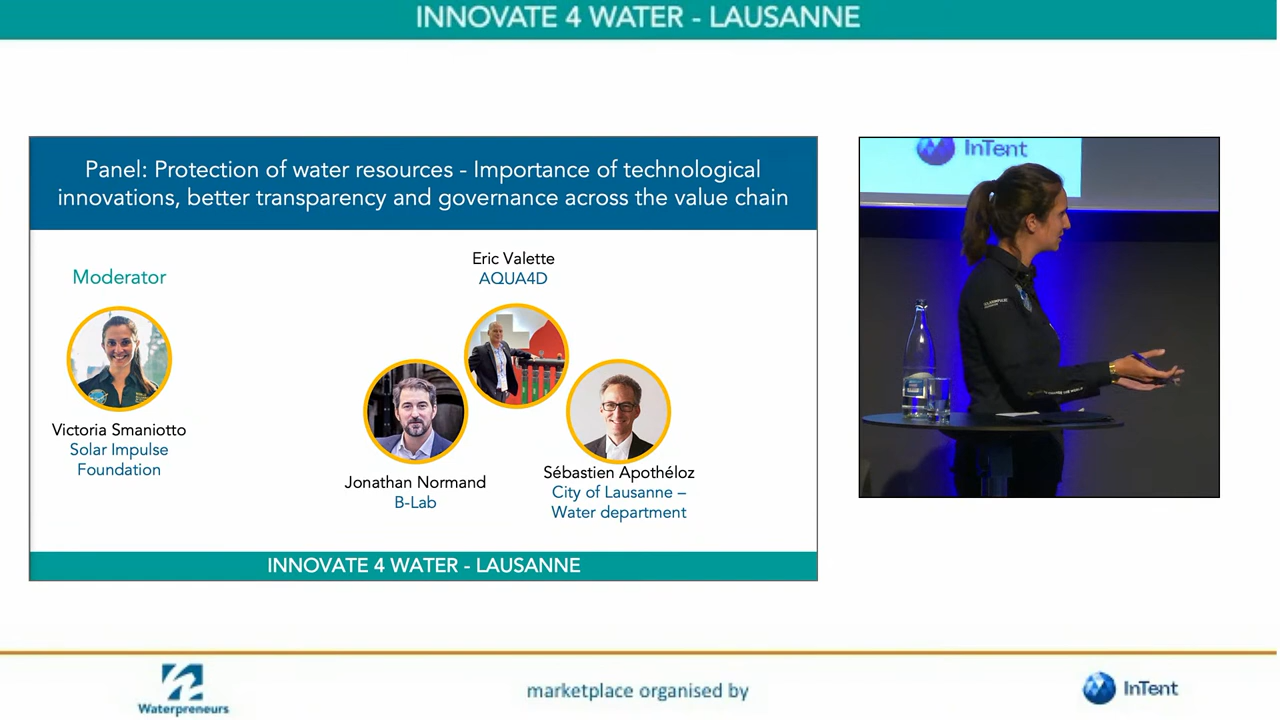 INNOVATE 4 WATER - LAUSANNE
Panel: Protection of water resources - Importance of technological
innovations, better transparency and governance across the value chain
Moderator
Victoria Smaniotto
Solar Impulse
Foundation
Eric Valette
AQUA4D
Jonathan Normand
B-Lab
Sébastien Apothéloz
City of Lausanne –
Water department
INNOVATE 4 WATER - LAUSANNE
InTent
Waterpreneurs
marketplace organised by
InTent